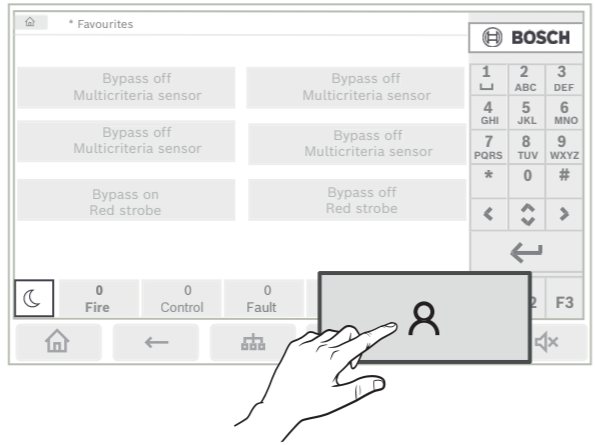 * Favourites
BOSCH
Bypass off
Multicriteria sensor
Bypass off
Multicriteria sensor
Bypass off
Multicriteria sensor
Bypass off
Multicriteria sensor
Bypass on
Red strobe
Bypass off
Red strobe
1 2 3
ABC DEF
4 5 6
GHI JKL MNO
7 8 9
PQRS TUV WXYZ
* 0 #
0 0 0
Fire Control Fault
2 F3